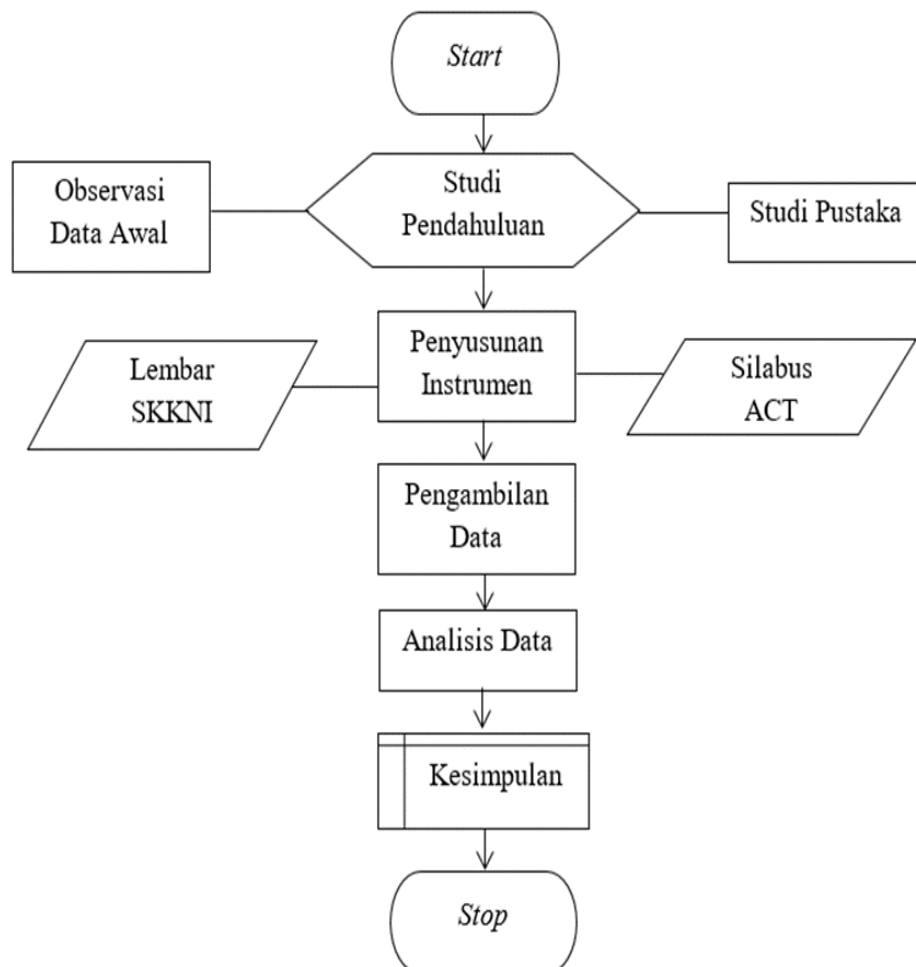 Start
Observasi
Data Awal
Studi
Pendahuluan
Studi Pustaka
Lembar
SKKNI
Penyusunan
Instrumen
Silabus
ACT
Pengambilan
Data
Analisis Data
Kesimpulan
Stop